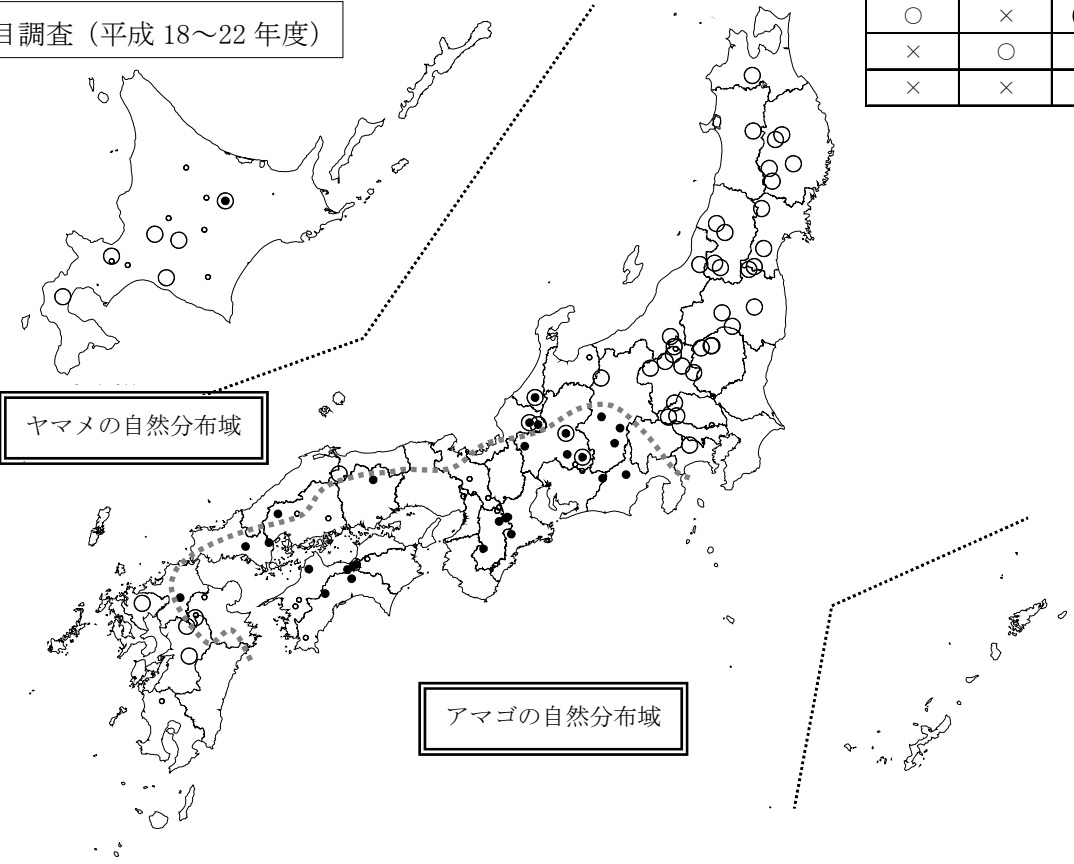 目調査（平成 18～22 年度）
○ ×
× ○
× ×
ヤマメの自然分布域
アマゴの自然分布域